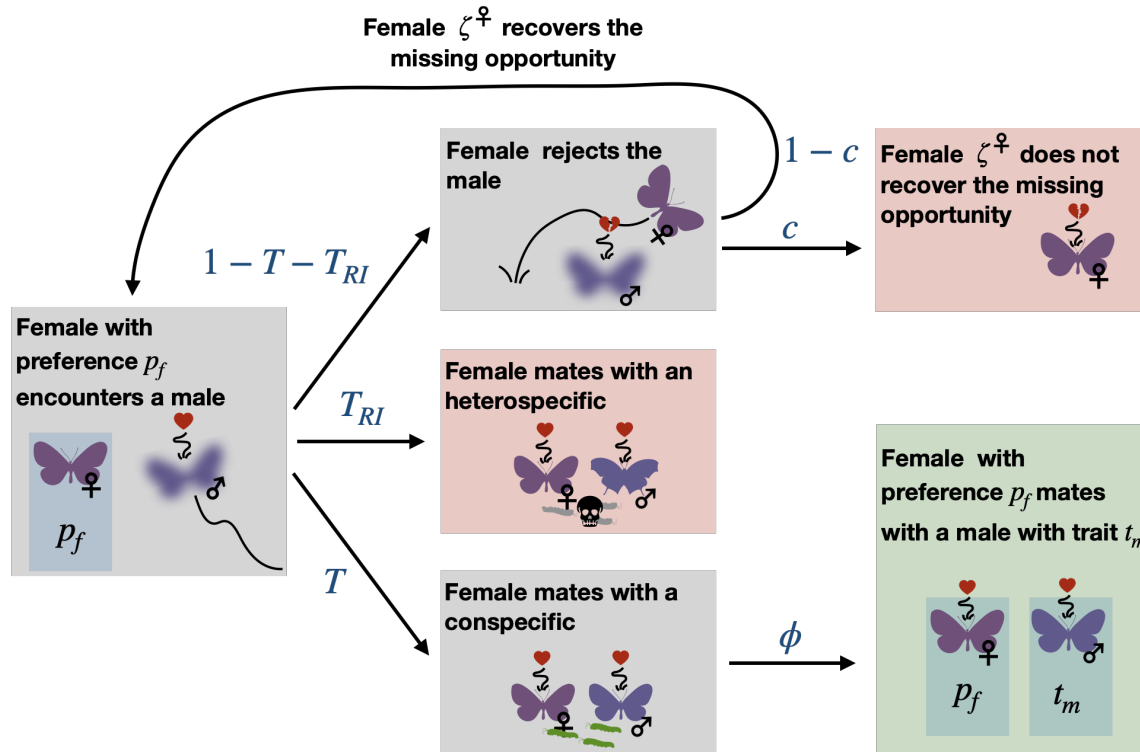 Female ζ♀ recovers the
missing opportunity
Female rejects the
male
1 − c
Female ζ♀ does not
recover the missing
opportunity
c
♀
♂
♀
1 − T − T_RI
Female with
preference p_f
encounters a male
♀
♂
p_f
T_RI
Female mates with an
heterospecific
♀
♂
T
Female mates with a
conspecific
♀
♂
ϕ
Female with
preference p_f mates
with a male with trait t_m
♀
♂
p_f
t_m